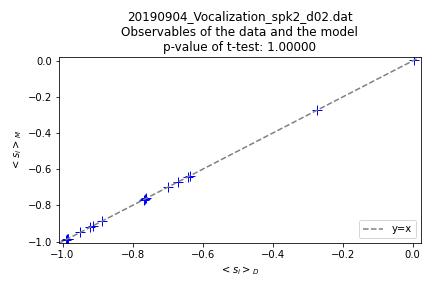 20190904_Vocalization_spk2_d02.dat
Observables of the data and the model
p-value of t-test: 1.00000
0.0
−0.2
−0.4
−0.6
−0.8
−1.0
< s_i >_M
y=x
−1.0 −0.8 −0.6 −0.4 −0.2 0.0
< s_i >_D